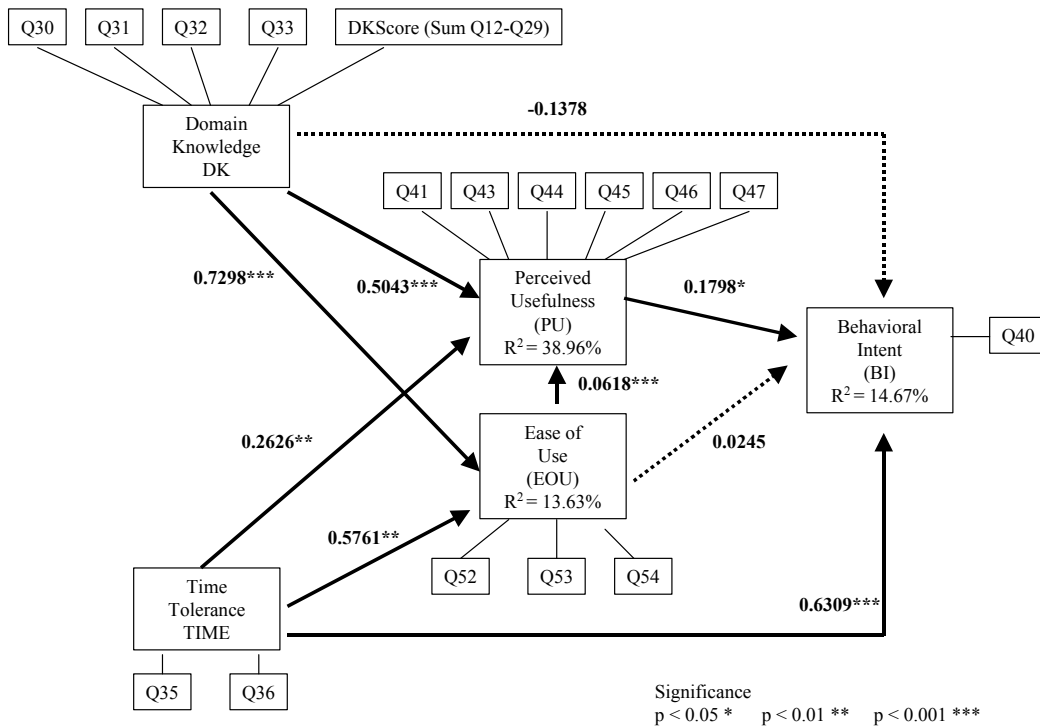 Q30
Q31
Q32
Q33
DKScore (Sum Q12-Q29)
Domain
Knowledge
DK
-0.1378
Q41
Q43
Q44
Q45
Q46
Q47
0.7298***
0.5043***
Perceived
Usefulness
(PU)
R² = 38.96%
0.1798*
Behavioral
Intent
(BI)
R² = 14.67%
Q40
0.0618***
0.2626**
Ease of
Use
(EOU)
R² = 13.63%
0.0245
0.5761**
Q52
Q53
Q54
Time
Tolerance
TIME
0.6309***
Q35
Q36
Significance
p < 0.05 * p < 0.01 ** p < 0.001 ***